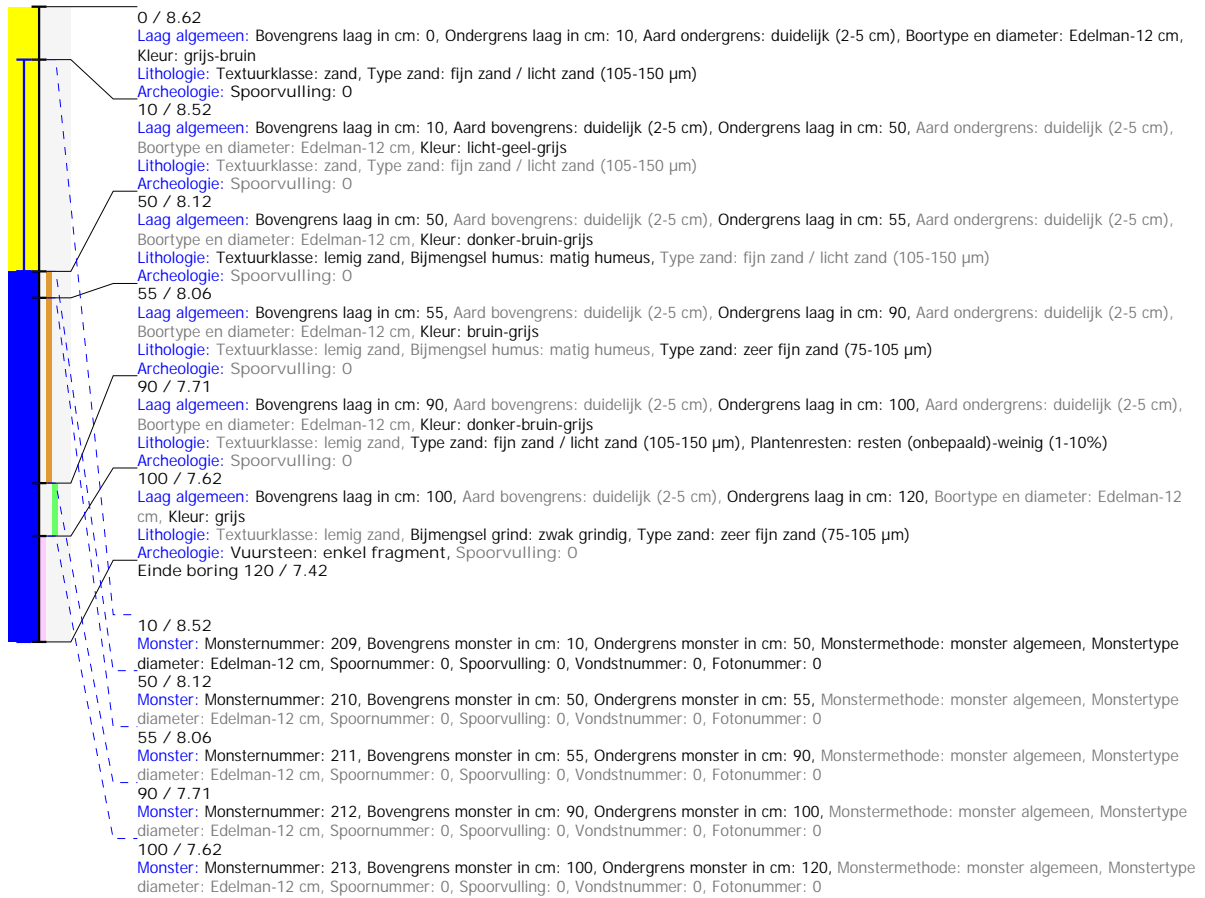 0 / 8.62
Laag algemeen: Bovengrens laag in cm: 0, Ondergrens laag in cm: 10, Aard ondergrens: duidelijk (2-5 cm), Boortype en diameter: Edelman-12 cm,
Kleur: grijs-bruin
Lithologie: Textuurklasse: zand, Type zand: fijn zand / licht zand (105-150 µm)
Archeologie: Spoorvulling: 0
10 / 8.52
Laag algemeen: Bovengrens laag in cm: 10, Aard bovengrens: duidelijk (2-5 cm), Ondergrens laag in cm: 50, Aard ondergrens: duidelijk (2-5 cm),
Boortype en diameter: Edelman-12 cm, Kleur: licht-geel-grijs
Lithologie: Textuurklasse: zand, Type zand: fijn zand / licht zand (105-150 µm)
Archeologie: Spoorvulling: 0
50 / 8.12
Laag algemeen: Bovengrens laag in cm: 50, Aard bovengrens: duidelijk (2-5 cm), Ondergrens laag in cm: 55, Aard ondergrens: duidelijk (2-5 cm),
Boortype en diameter: Edelman-12 cm, Kleur: donker-bruin-grijs
Lithologie: Textuurklasse: lemig zand, Bijmengsel humus: matig humeus, Type zand: fijn zand / licht zand (105-150 µm)
Archeologie: Spoorvulling: 0
55 / 8.06
Laag algemeen: Bovengrens laag in cm: 55, Aard bovengrens: duidelijk (2-5 cm), Ondergrens laag in cm: 90, Aard ondergrens: duidelijk (2-5 cm),
Boortype en diameter: Edelman-12 cm, Kleur: bruin-grijs
Lithologie: Textuurklasse: lemig zand, Bijmengsel humus: matig humeus, Type zand: zeer fijn zand (75-105 µm)
Archeologie: Spoorvulling: 0
90 / 7.71
Laag algemeen: Bovengrens laag in cm: 90, Aard bovengrens: duidelijk (2-5 cm), Ondergrens laag in cm: 100, Aard ondergrens: duidelijk (2-5 cm),
Boortype en diameter: Edelman-12 cm, Kleur: donker-bruin-grijs
Lithologie: Textuurklasse: lemig zand, Type zand: fijn zand / licht zand (105-150 µm), Plantenresten: resten (onbepaald)-weinig (1-10%)
Archeologie: Spoorvulling: 0
100 / 7.62
Laag algemeen: Bovengrens laag in cm: 100, Aard bovengrens: duidelijk (2-5 cm), Ondergrens laag in cm: 120, Boortype en diameter: Edelman-12
cm, Kleur: grijs
Lithologie: Textuurklasse: lemig zand, Bijmengsel grind: zwak grindig, Type zand: zeer fijn zand (75-105 µm)
Archeologie: Vuursteen: enkel fragment, Spoorvulling: 0
Einde boring 120 / 7.42
10 / 8.52
Monster: Monsternummer: 209, Bovengrens monster in cm: 10, Ondergrens monster in cm: 50, Monstermethode: monster algemeen, Monstertype
diameter: Edelman-12 cm, Spoornummer: 0, Spoorvulling: 0, Vondstnummer: 0, Fotonummer: 0
50 / 8.12
Monster: Monsternummer: 210, Bovengrens monster in cm: 50, Ondergrens monster in cm: 55, Monstermethode: monster algemeen, Monstertype
diameter: Edelman-12 cm, Spoornummer: 0, Spoorvulling: 0, Vondstnummer: 0, Fotonummer: 0
55 / 8.06
Monster: Monsternummer: 211, Bovengrens monster in cm: 55, Ondergrens monster in cm: 90, Monstermethode: monster algemeen, Monstertype
diameter: Edelman-12 cm, Spoornummer: 0, Spoorvulling: 0, Vondstnummer: 0, Fotonummer: 0
90 / 7.71
Monster: Monsternummer: 212, Bovengrens monster in cm: 90, Ondergrens monster in cm: 100, Monstermethode: monster algemeen, Monstertype
diameter: Edelman-12 cm, Spoornummer: 0, Spoorvulling: 0, Vondstnummer: 0, Fotonummer: 0
100 / 7.62
Monster: Monsternummer: 213, Bovengrens monster in cm: 100, Ondergrens monster in cm: 120, Monstermethode: monster algemeen, Monstertype
diameter: Edelman-12 cm, Spoornummer: 0, Spoorvulling: 0, Vondstnummer: 0, Fotonummer: 0